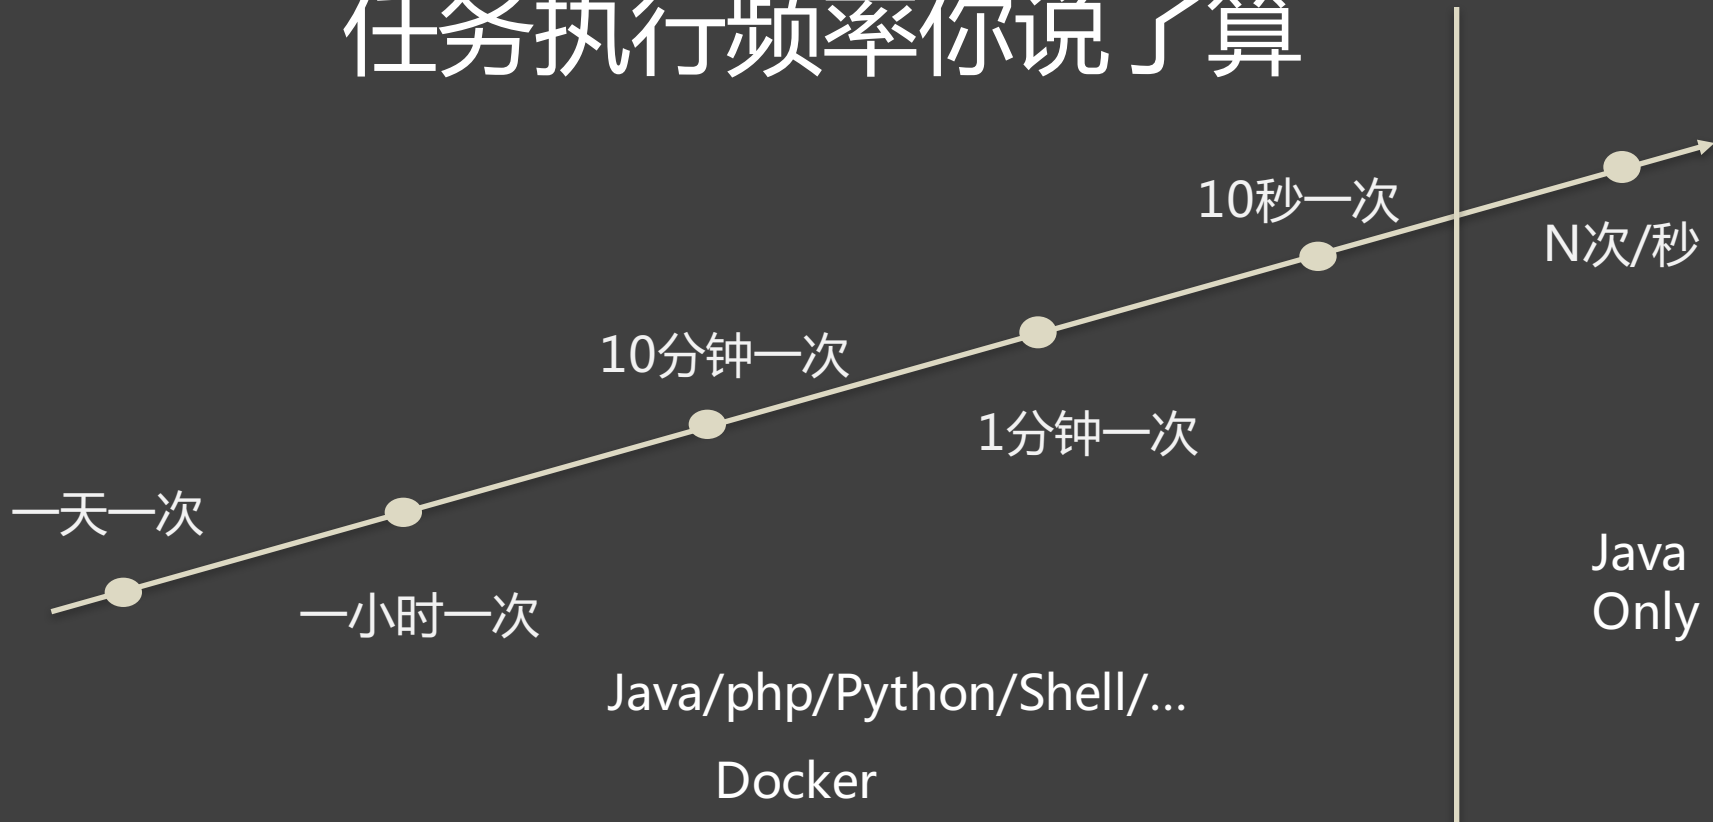 任务执行频率你说了算
10秒一次
N次/秒
10分钟一次
1分钟一次
一天一次
一小时一次
Java
Only
Java/php/Python/Shell/...
Docker